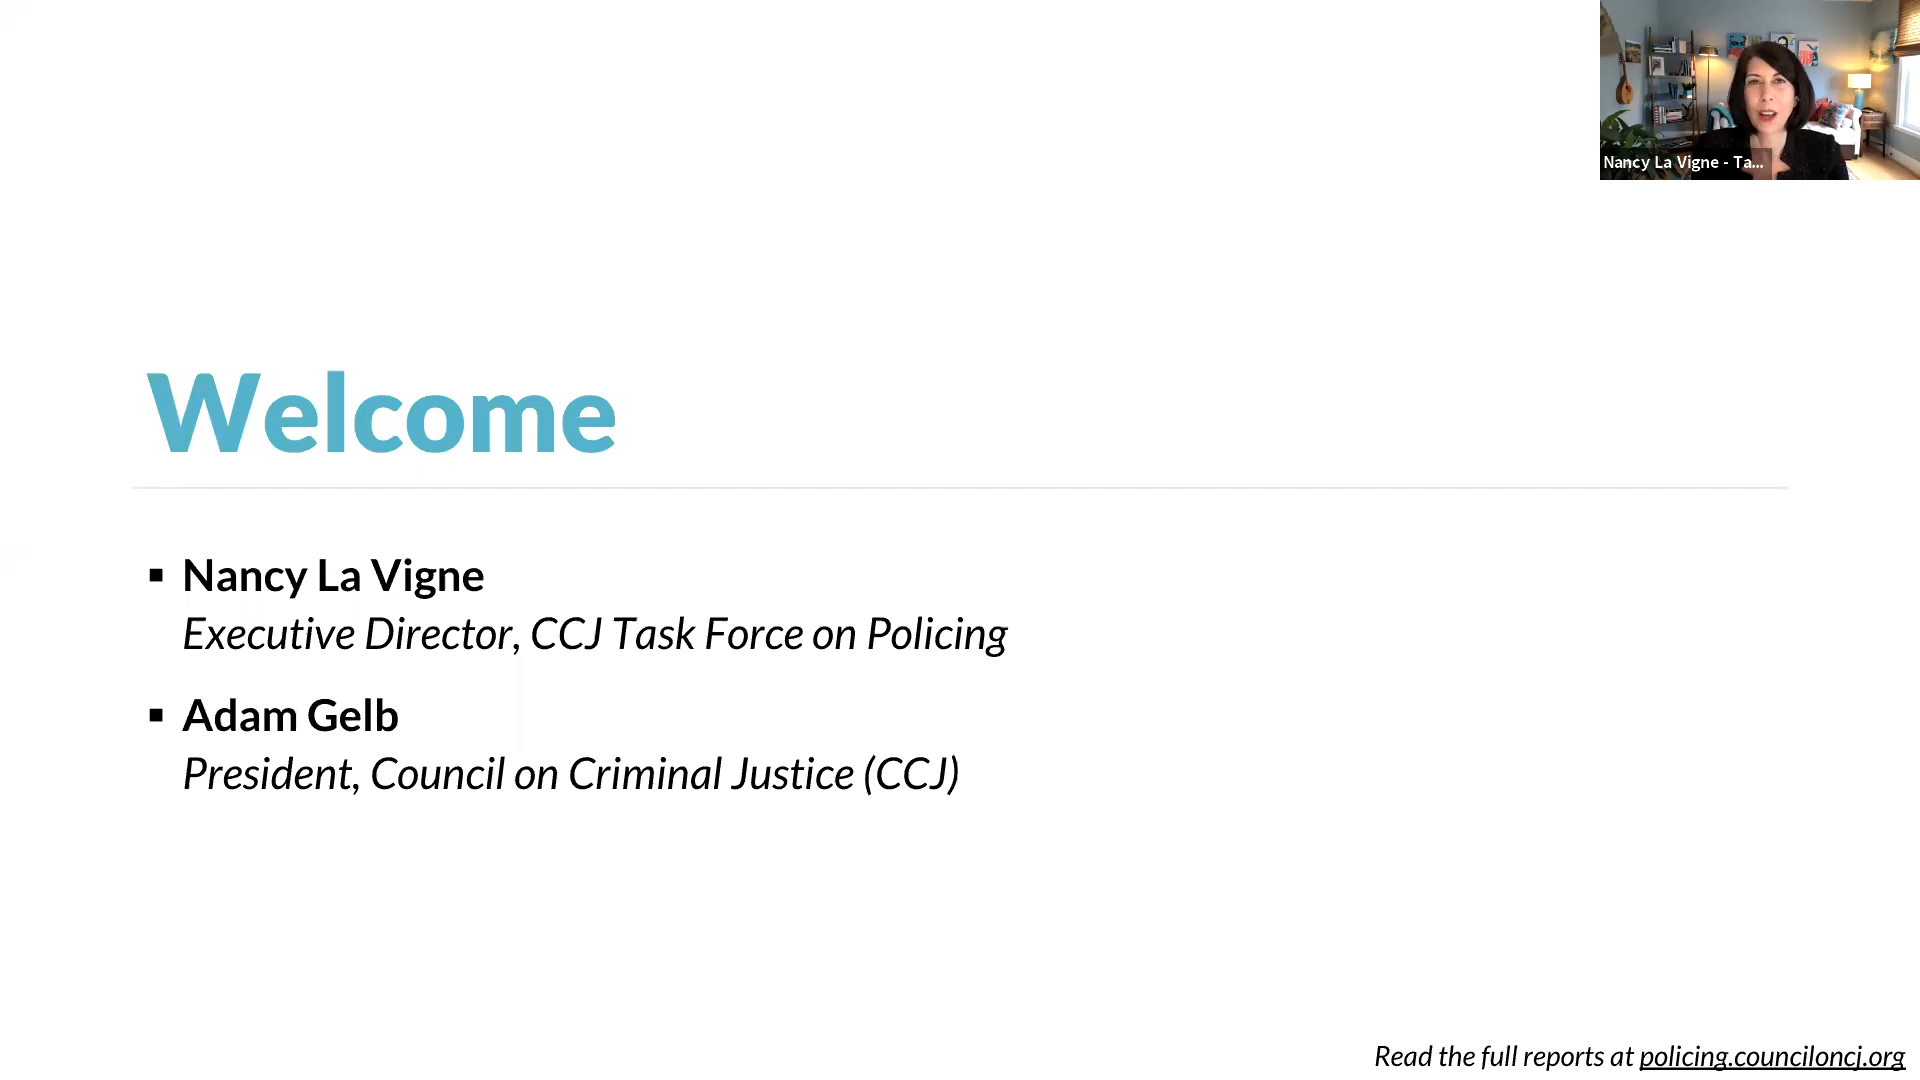 Nancy La Vigne - Ta...
Welcome
▪ Nancy La Vigne
Executive Director, CCJ Task Force on Policing
▪ Adam Gelb
President, Council on Criminal Justice (CCJ)
Read the full reports at policing.counciloncj.org